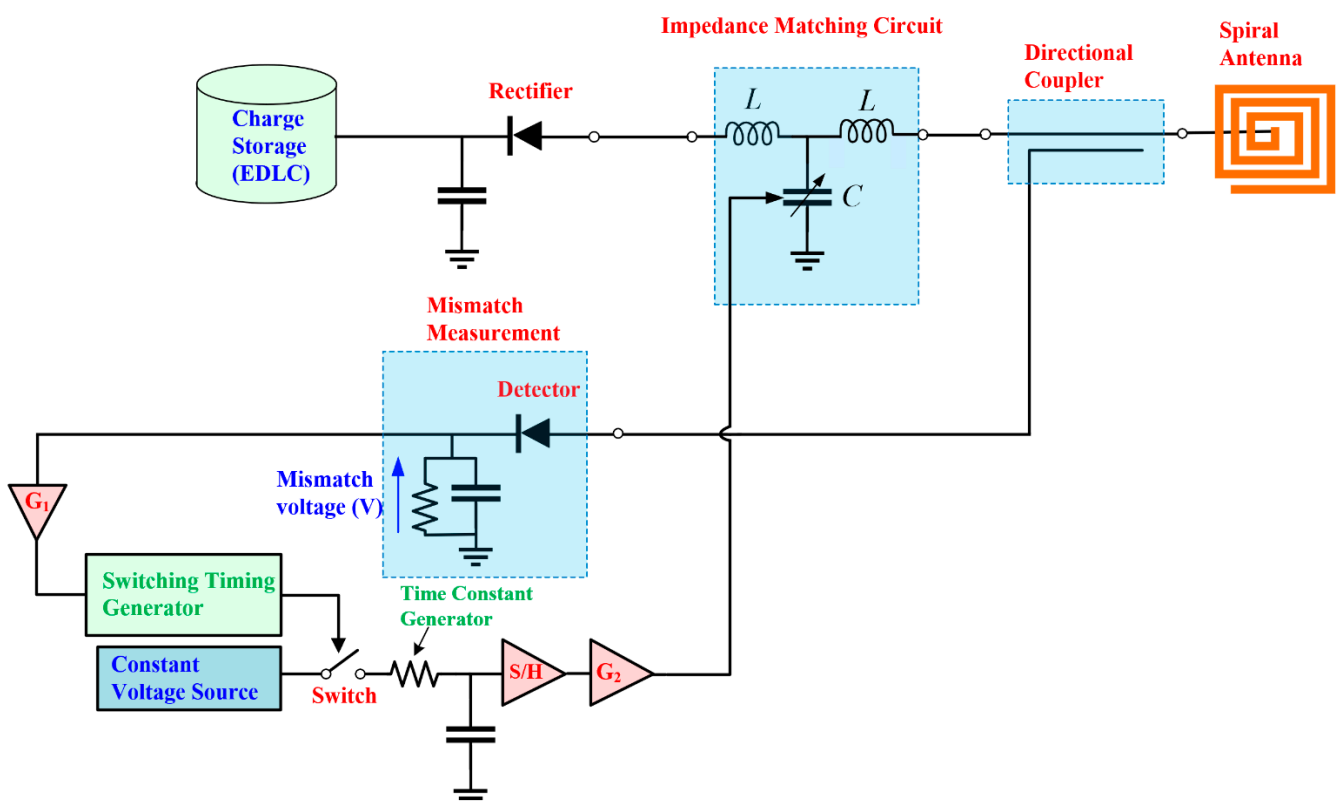 Impedance Matching Circuit
Spiral
Antenna
Directional
Coupler
Rectifier
L
L
Charge
Storage
(EDLC)
C
Mismatch
Measurement
Detector
Mismatch
voltage (V)
G1
Switching Timing
Generator
Time Constant
Generator
Constant
Voltage Source
Switch
S/H
G2